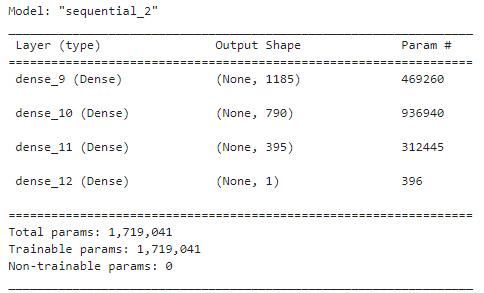 Model: "sequential_2"
Layer (type) Output Shape Param #
dense_9 (Dense) (None, 1185) 469260
dense_10 (Dense) (None, 790) 936940
dense_11 (Dense) (None, 395) 312445
dense_12 (Dense) (None, 1) 396
Total params: 1,719,041
Trainable params: 1,719,041
Non-trainable params: 0